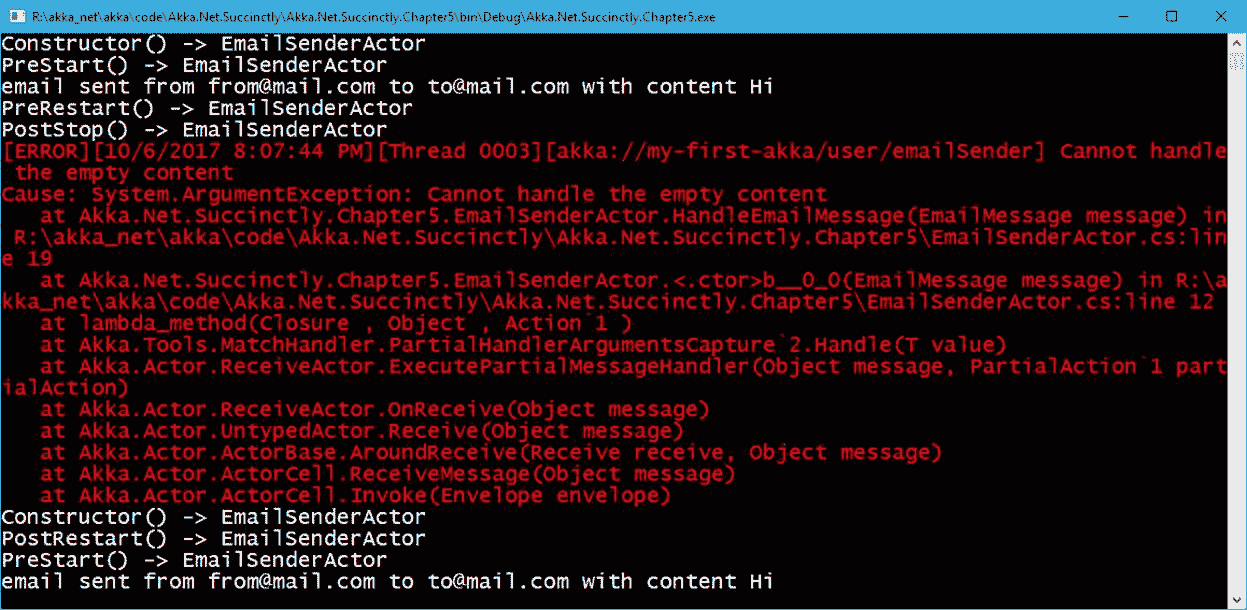 R:\akka_net\akka\code\Akka.Net.Succinctly\Akka.Net.Succinctly.Chapter5\bin\Debug\Akka.Net.Succinctly.Chapter5.exe
Constructor() -> EmailSenderActor
PreStart() -> EmailSenderActor
email sent from from@mail.com to to@mail.com with content Hi
PreRestart() -> EmailSenderActor
PostStop() -> EmailSenderActor
[ERROR][10/6/2017 8:07:44 PM][Thread 0003][akka://my-first-akka/user/emailSender] Cannot handle
 the empty content
Cause: System.ArgumentException: Cannot handle the empty content
   at Akka.Net.Succinctly.Chapter5.EmailSenderActor.HandleEmailMessage(EmailMessage message) in
 R:\akka_net\akka\code\Akka.Net.Succinctly\Akka.Net.Succinctly.Chapter5\EmailSenderActor.cs:lin
e 19
   at Akka.Net.Succinctly.Chapter5.EmailSenderActor.<.ctor>b__0_0(EmailMessage message) in R:\a
kka_net\akka\code\Akka.Net.Succinctly\Akka.Net.Succinctly.Chapter5\EmailSenderActor.cs:line 12
   at lambda_method(Closure , Object , Action`1 )
   at Akka.Tools.MatchHandler.PartialHandlerArgumentsCapture`2.Handle(T value)
   at Akka.Actor.ReceiveActor.ExecutePartialMessageHandler(Object message, PartialAction`1 part
ialAction)
   at Akka.Actor.ReceiveActor.OnReceive(Object message)
   at Akka.Actor.UntypedActor.Receive(Object message)
   at Akka.Actor.ActorBase.AroundReceive(Receive receive, Object message)
   at Akka.Actor.ActorCell.ReceiveMessage(Object message)
   at Akka.Actor.ActorCell.Invoke(Envelope envelope)
Constructor() -> EmailSenderActor
PostRestart() -> EmailSenderActor
PreStart() -> EmailSenderActor
email sent from from@mail.com to to@mail.com with content Hi